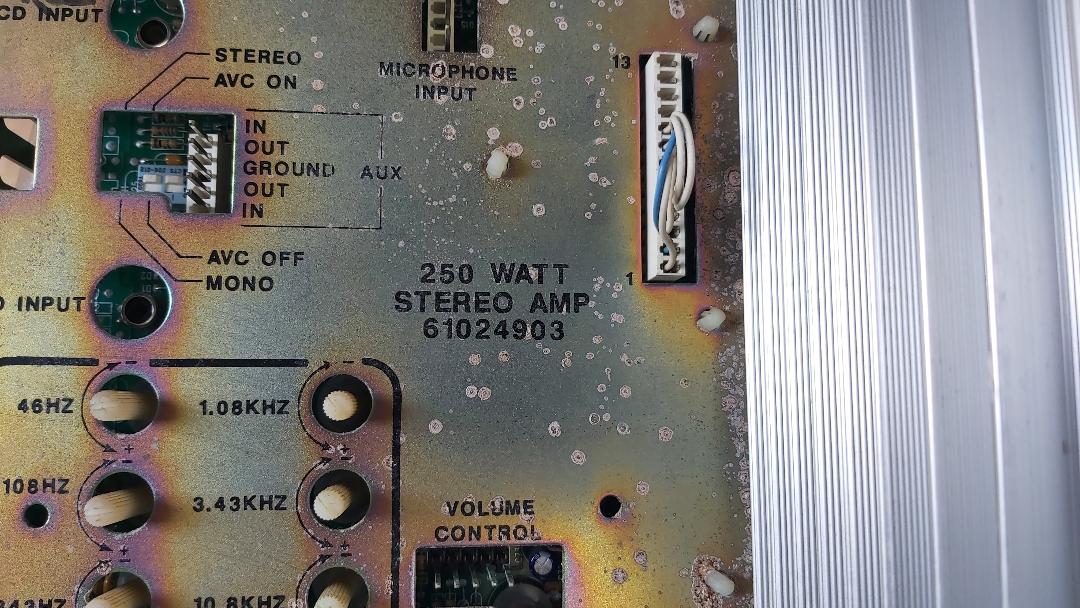 CD INPUT
STEREO
AVC ON
MICROPHONE
INPUT
13
IN
OUT
GROUND
AUX
OUT
IN
AVC OFF
MONO
1
250 WATT
STEREO AMP
61024903
INPUT
46HZ
1.08KHZ
108HZ
3.43KHZ
VOLUME
CONTROL
343HZ
10.8KHZ